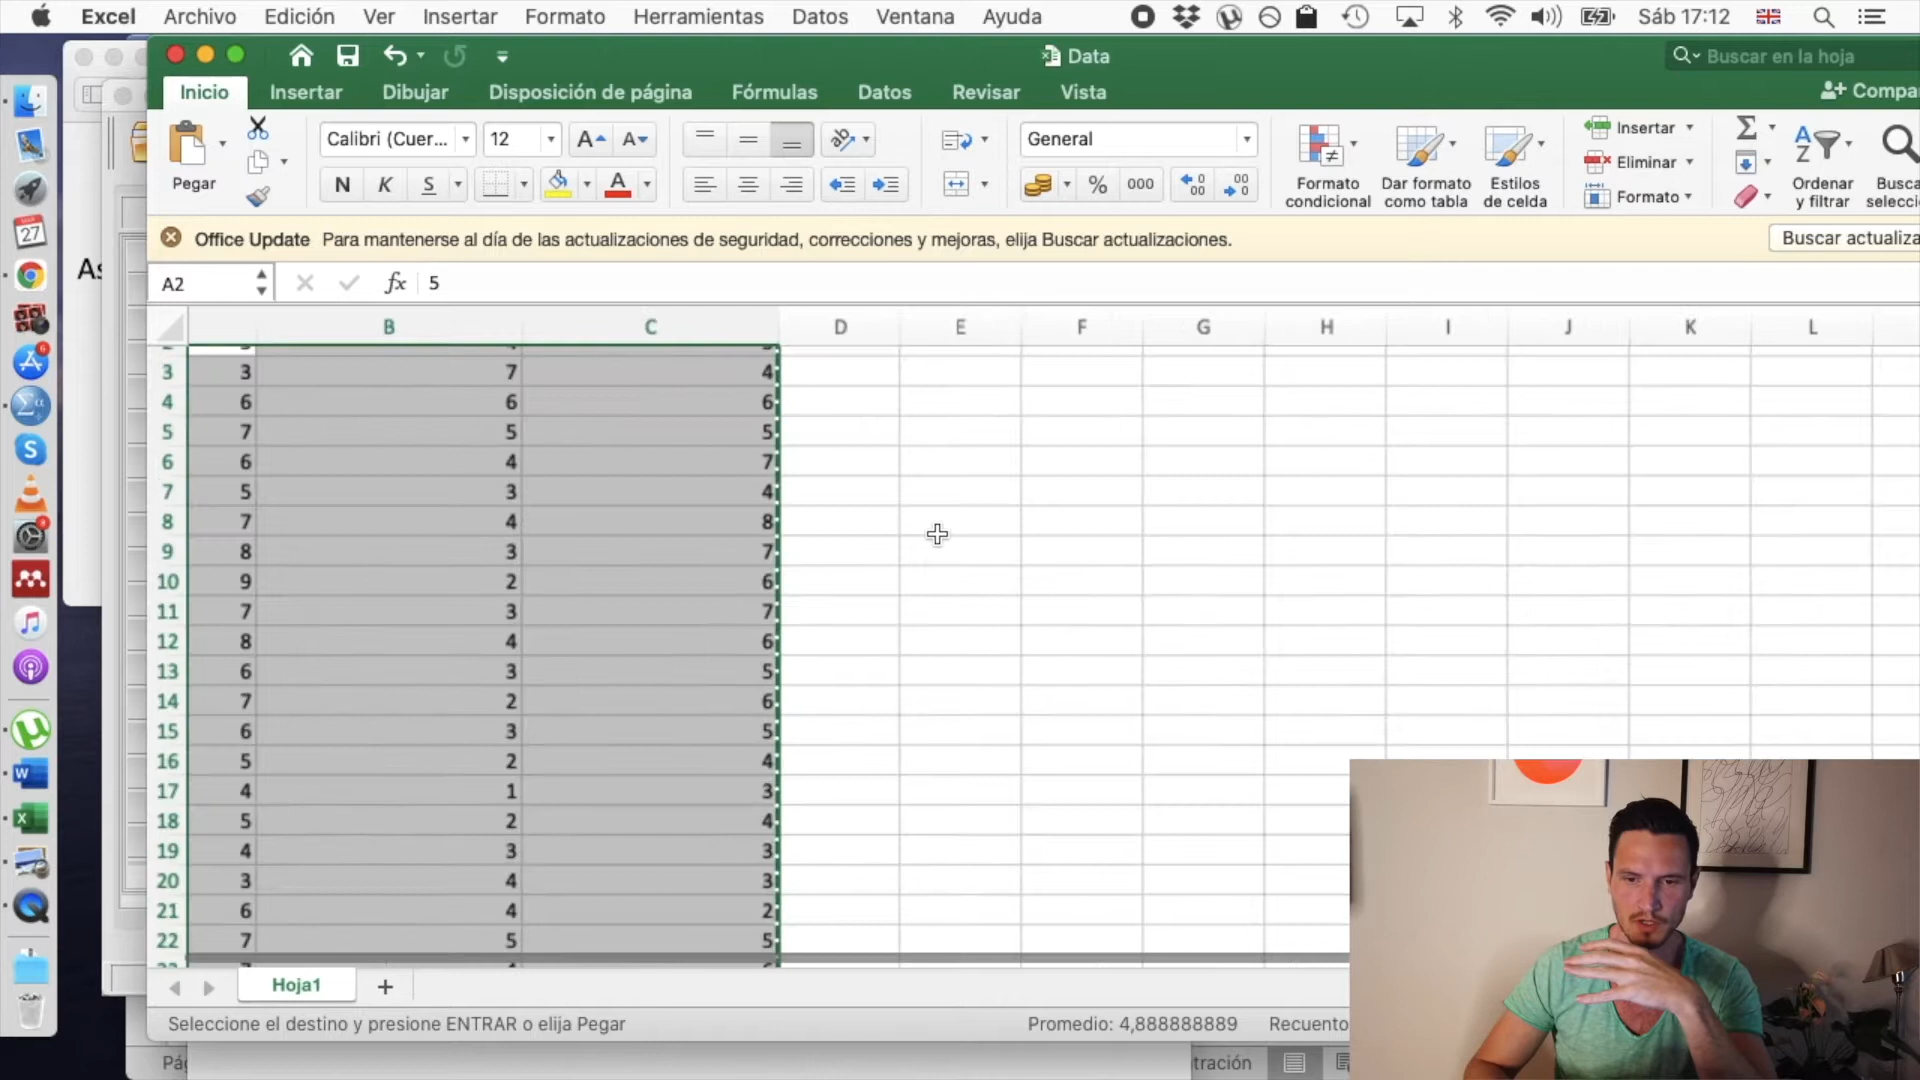 Excel Archivo Edición Ver Insertar Formato Herramientas Datos Ventana Ayuda Sáb 17:12
Data
Buscar en la hoja
Inicio Insertar Dibujar Disposición de página Fórmulas Datos Revisar Vista
Pegar
Calibri (Cuer... 12
N K S
General
% 000
Formato condicional
Dar formato como tabla
Estilos de celda
Insertar
Eliminar
Formato
Ordenar y filtrar
Office Update Para mantenerse al día de las actualizaciones de seguridad, correcciones y mejoras, elija Buscar actualizaciones.
Buscar
A2 fx 5
B C D E F G H I J K L
3 3 7 4
4 6 6 6
5 7 5 5
6 6 4 7
7 5 3 4
8 7 4 8
9 8 3 7
10 9 2 6
11 7 3 7
12 8 4 6
13 6 3 5
14 7 2 6
15 6 3 5
16 5 2 4
17 4 1 3
18 5 2 4
19 4 3 3
20 3 4 3
21 6 4 2
22 7 5 5
Hoja1
Seleccione el destino y presione ENTRAR o elija Pegar
Promedio: 4,888888889 Recuento